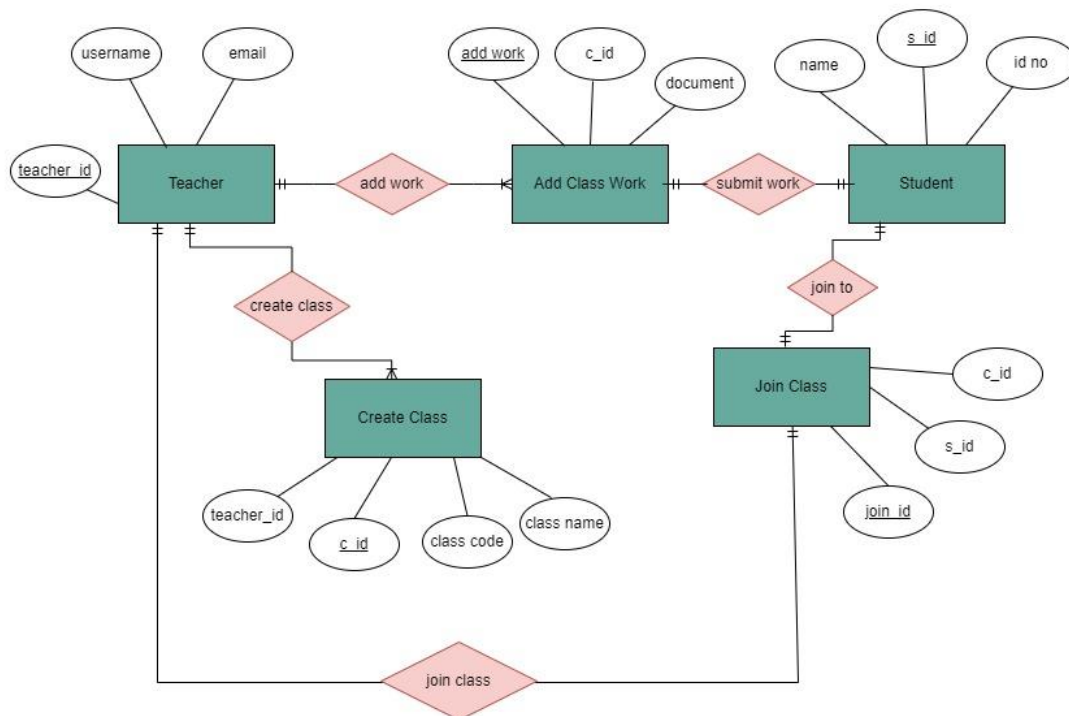 username
email
add work
c_id
document
name
s_id
id no
teacher_id
Teacher
add work
Add Class Work
submit work
Student
create class
join to
Create Class
Join Class
c_id
s_id
join_id
teacher_id
c_id
class code
class name
join class